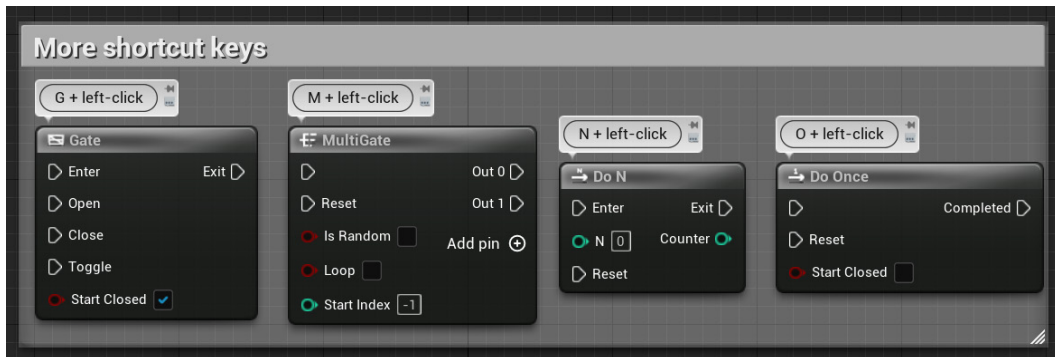 More shortcut keys
G + left-click
Gate
Enter Exit
Open
Close
Toggle
Start Closed
M + left-click
MultiGate
Out 0
Reset Out 1
Is Random Add pin
Loop
Start Index -1
N + left-click
Do N
Enter Exit
N 0 Counter
Reset
O + left-click
Do Once
Completed
Reset
Start Closed